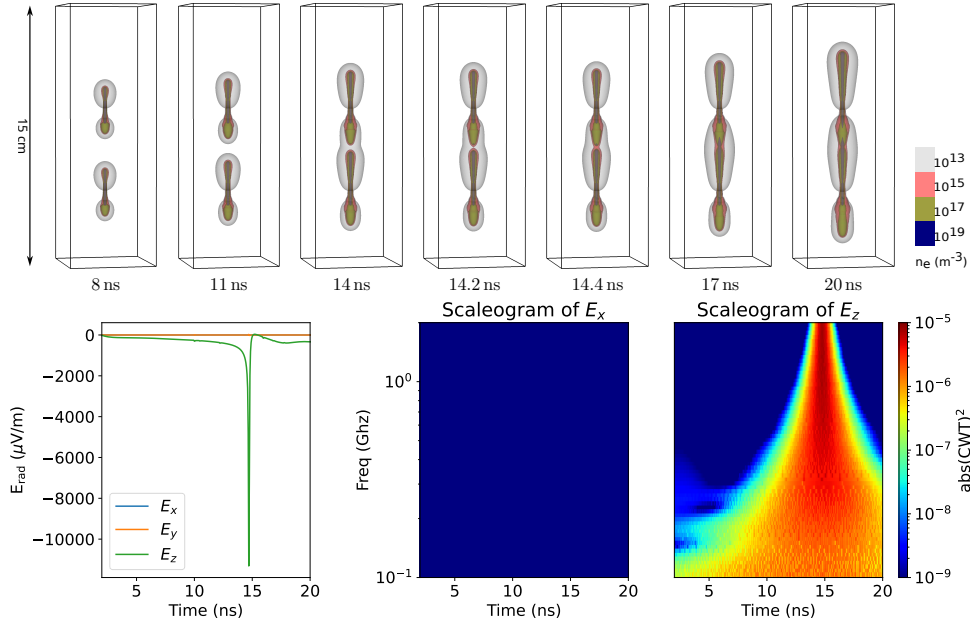 15 cm
10^13
10^15
10^17
10^19
n_e (m^-3)
8 ns
11 ns
14 ns
14.2 ns
14.4 ns
17 ns
20 ns
Scaleogram of E_x
Scaleogram of E_z
0
−2000
−4000
−6000
−8000
−10000
E_rad (μV/m)
E_x
E_y
E_z
5
10
15
20
Time (ns)
10^0
10^−1
Freq (Ghz)
5
10
15
20
Time (ns)
5
10
15
20
Time (ns)
10^−5
10^−6
10^−7
10^−8
10^−9
abs(CWT)^2